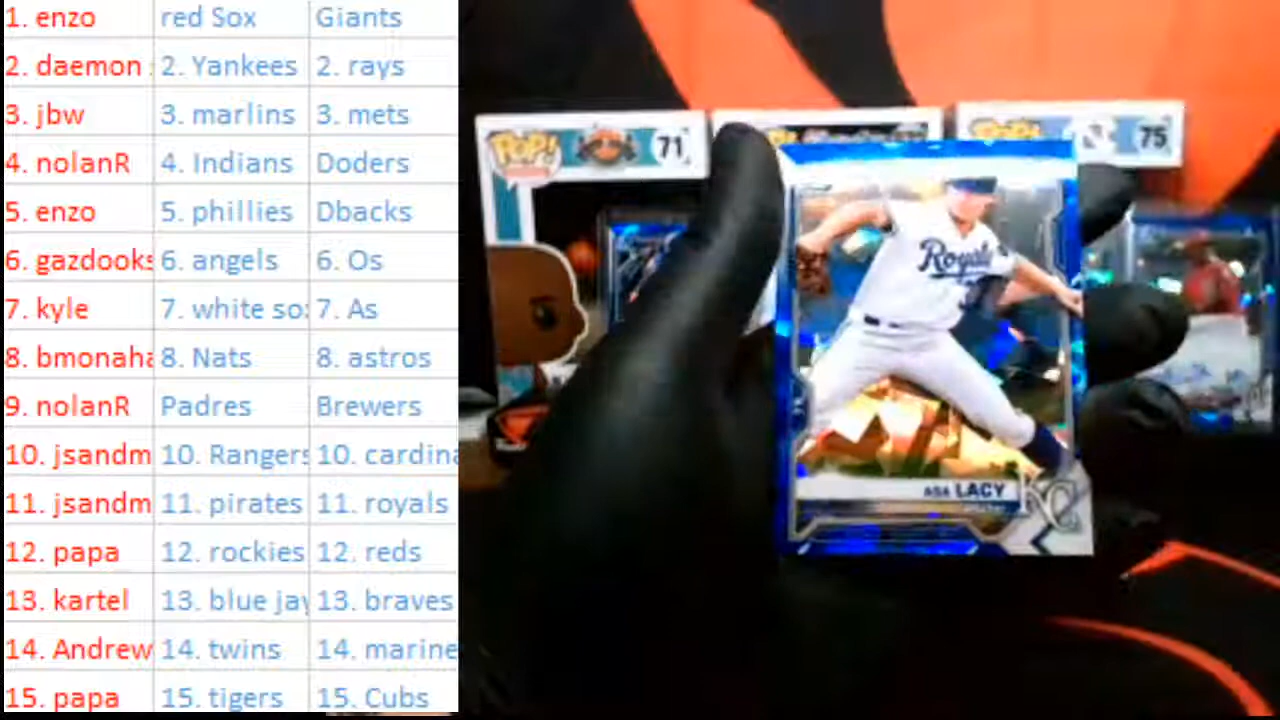 1. enzo red Sox Giants
2. daemon 2. Yankees 2. rays
3. jbw 3. marlins 3. mets
4. nolanR 4. Indians Doders
5. enzo 5. phillies Dbacks
6. gazdooks 6. angels 6. Os
7. kyle 7. white so 7. As
8. bmonaha 8. Nats 8. astros
9. nolanR Padres Brewers
10. jsandm 10. Rangers 10. cardina
11. jsandm 11. pirates 11. royals
12. papa 12. rockies 12. reds
13. kartel 13. blue jay 13. braves
14. Andrew 14. twins 14. marine
15. papa 15. tigers 15. Cubs
POP! 71
POP!
POP! 75
Royals
ASA LACY
KC